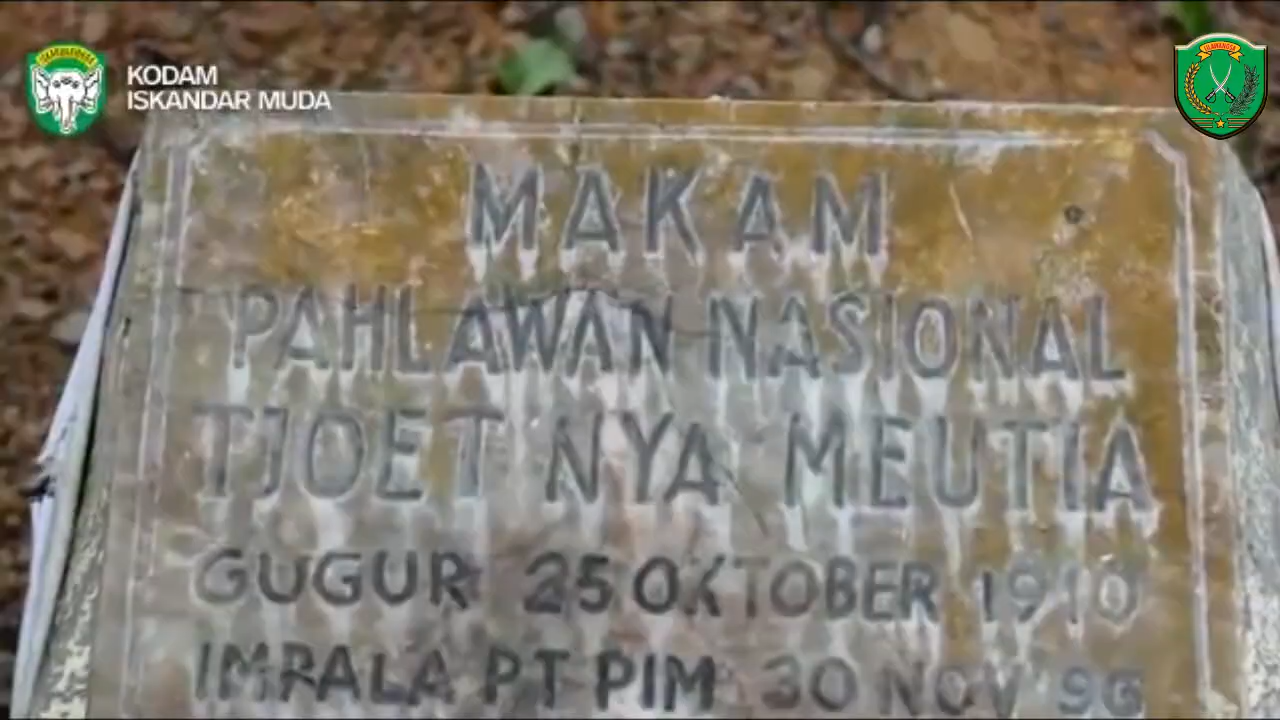 KODAM
ISKANDAR MUDA
MAKAM
PAHLAWAN NASIONAL
TJOET NYA MEUTIA
GUGUR 25 OKTOBER 1910
IMPALA PT PIM 30 NOV 96